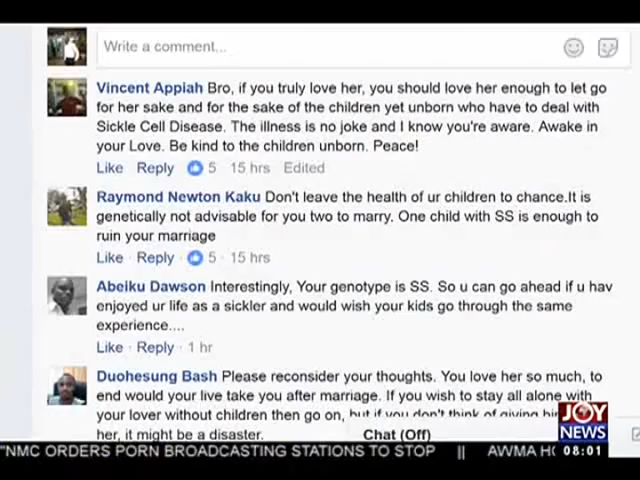 Write a comment...
Vincent Appiah Bro, if you truly love her, you should love her enough to let go
for her sake and for the sake of the children yet unborn who have to deal with
Sickle Cell Disease. The illness is no joke and I know you're aware. Awake in
your Love. Be kind to the children unborn. Peace!
Like · Reply · 5 · 15 hrs · Edited
Raymond Newton Kaku Don't leave the health of ur children to chance.It is
genetically not advisable for you two to marry. One child with SS is enough to
ruin your marriage
Like · Reply · 5 · 15 hrs
Abeiku Dawson Interestingly, Your genotype is SS. So u can go ahead if u hav
enjoyed ur life as a sickler and would wish your kids go through the same
experience....
Like · Reply · 1 hr
Duohesung Bash Please reconsider your thoughts. You love her so much, to
end would your live take you after marriage. If you wish to stay all alone with
your lover without children then go on, but if you don't think of giving
her, it might be a disaster.
Chat (Off)
JOY
NEWS
"NMC ORDERS PORN BROADCASTING STATIONS TO STOP || AWMA
08:01